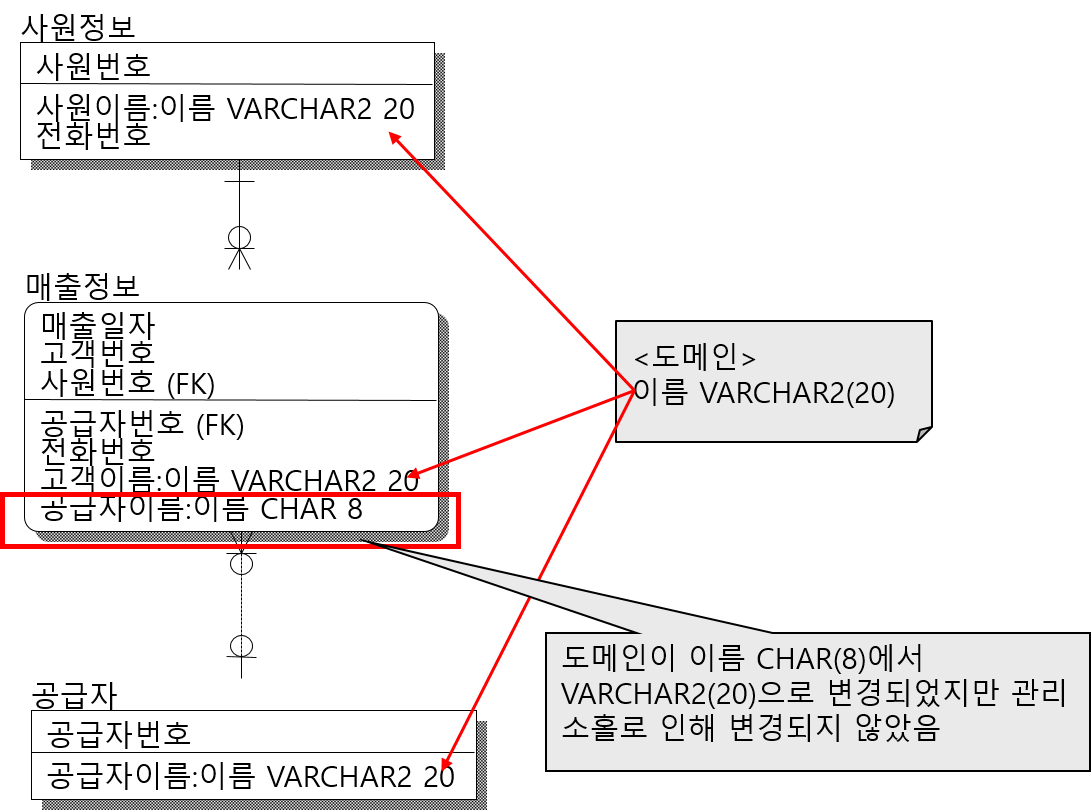 사원정보
사원번호
사원이름:이름 VARCHAR2 20
전화번호
매출정보
매출일자
고객번호
사원번호 (FK)
공급자번호 (FK)
전화번호
고객이름:이름 VARCHAR2 20
공급자이름:이름 CHAR 8
<도메인>
이름 VARCHAR2(20)
도메인이 이름 CHAR(8)에서
VARCHAR2(20)으로 변경되었지만 관리
소홀로 인해 변경되지 않았음
공급자
공급자번호
공급자이름:이름 VARCHAR2 20